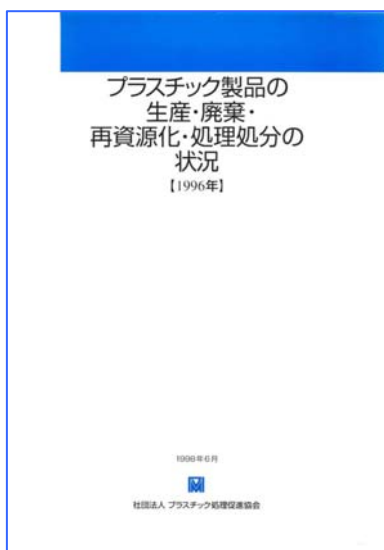 プラスチック製品の
生産・廃棄・
再資源化・処理処分の
状況
【1996年】
1998年6月
社団法人 プラスチック処理促進協会